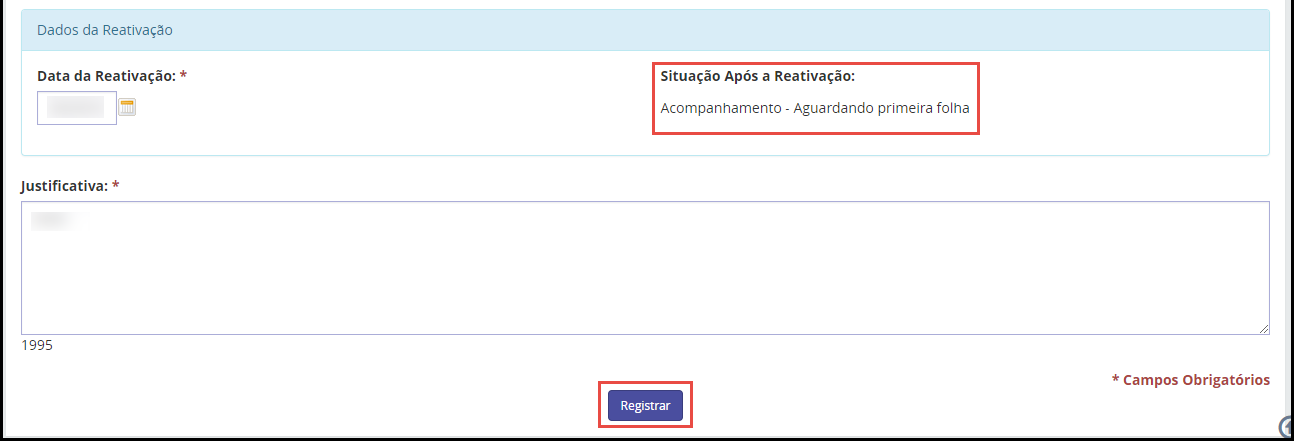 Dados da Reativação
Data da Reativação: *
Situação Após a Reativação:
Acompanhamento - Aguardando primeira folha
Justificativa: *
1995
* Campos Obrigatórios
Registrar